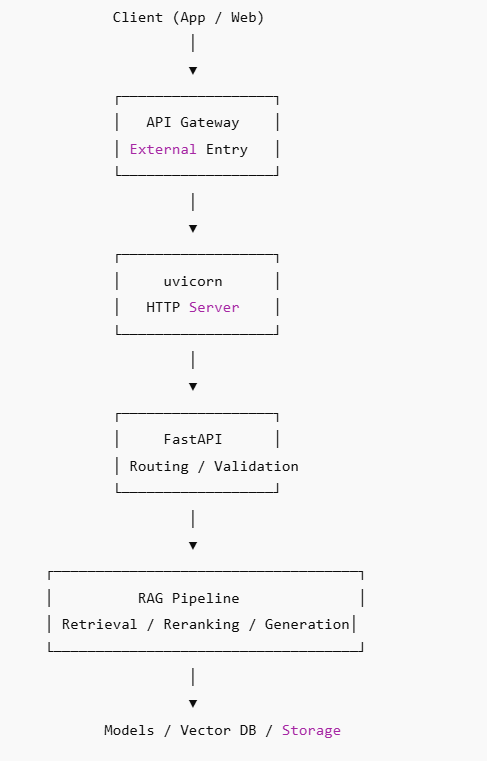 Client (App / Web)
API Gateway
External Entry
uvicorn
HTTP Server
FastAPI
Routing / Validation
RAG Pipeline
Retrieval / Reranking / Generation
Models / Vector DB / Storage